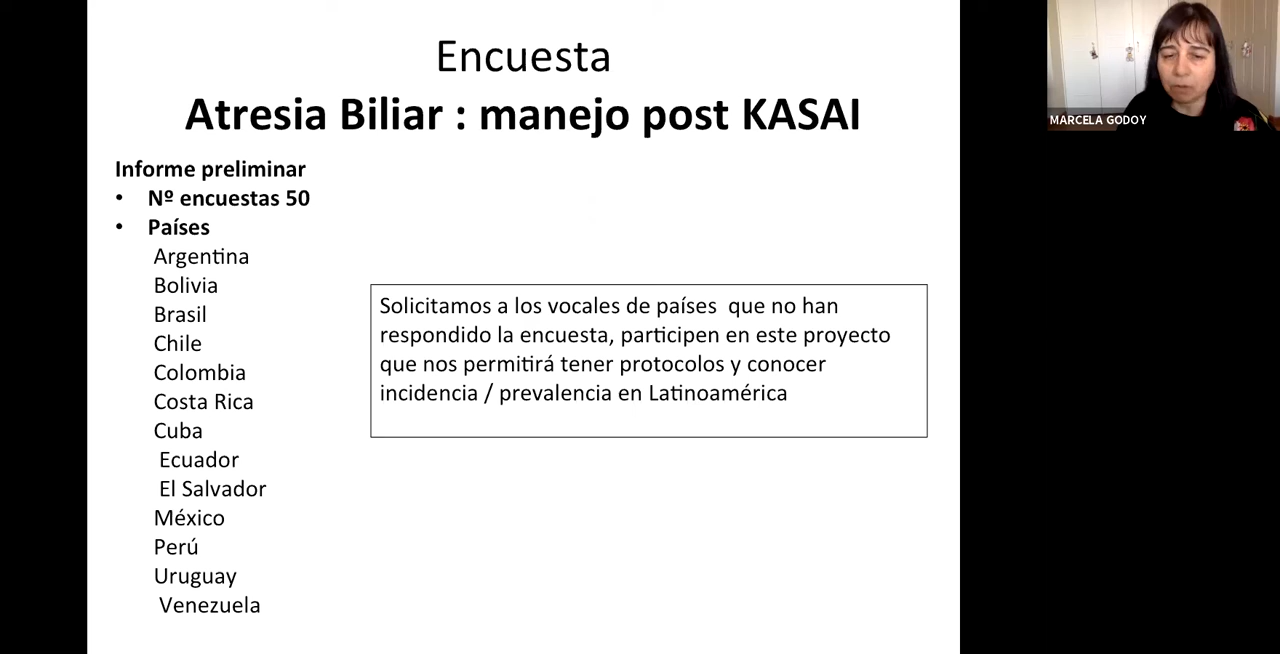 Encuesta
Atresia Biliar : manejo post KASAI
Informe preliminar
• Nº encuestas 50
• Países
Argentina
Bolivia
Brasil
Chile
Colombia
Costa Rica
Cuba
Ecuador
El Salvador
México
Perú
Uruguay
Venezuela
Solicitamos a los vocales de países que no han
respondido la encuesta, participen en este proyecto
que nos permitirá tener protocolos y conocer
incidencia / prevalencia en Latinoamérica
MARCELA GODOY